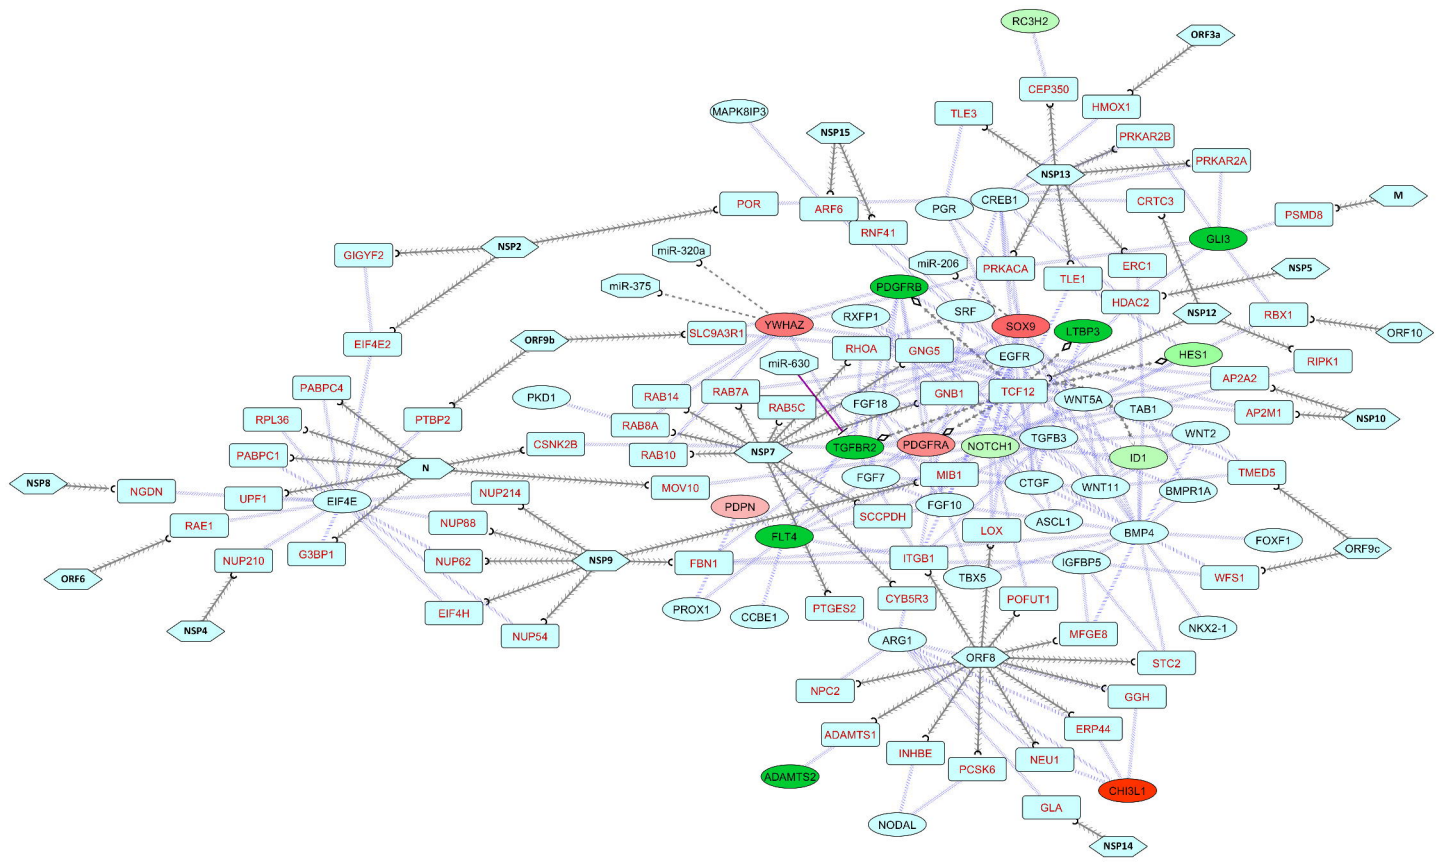 RC3H2
ORF3a
CEP350
HMOX1
MAPK8IP3
TLE3
NSP15
PRKAR2B
PRKAR2A
NSP13
M
POR
ARF6
PGR
CREB1
CRTC3
PSMD8
RNF41
GLI3
NSP2
GIGYF2
miR-320a
miR-206
PRKACA
ERC1
NSP5
TLE1
miR-375
PDGFRB
HDAC2
SRF
RXFP1
NSP12
RBX1
YWHAZ
SOX9
LTBP3
ORF10
SLC9A3R1
ORF9b
EIF4E2
RHOA
GNG5
EGFR
HES1
RIPK1
miR-630
AP2A2
PABPC4
RAB14
RAB7A
GNB1
TCF12
PKD1
RAB5C
FGF18
WNT5A
TAB1
AP2M1
NSP10
RPL36
PTBP2
RAB8A
WNT2
TGFB3
PABPC1
CSNK2B
RAB10
NSP7
TGFBR2
PDGFRA
NOTCH1
ID1
N
TMED5
NSP8
NGDN
MOV10
FGF7
MIB1
CTGF
WNT11
BMPR1A
UPF1
EIF4E
NUP214
PDPN
FGF10
SCCPDH
ASCL1
RAE1
NUP88
LOX
BMP4
FLT4
FOXF1
ORF9c
G3BP1
NUP210
NUP62
NSP9
FBN1
ITGB1
IGFBP5
ORF6
TBX5
WFS1
CYB5R3
POFUT1
EIF4H
PROX1
CCBE1
PTGES2
NSP4
NUP54
ARG1
MFGE8
NKX2-1
ORF8
STC2
NPC2
GGH
ADAMTS1
ERP44
INHBE
PCSK6
NEU1
ADAMTS2
CHI3L1
GLA
NODAL
NSP14